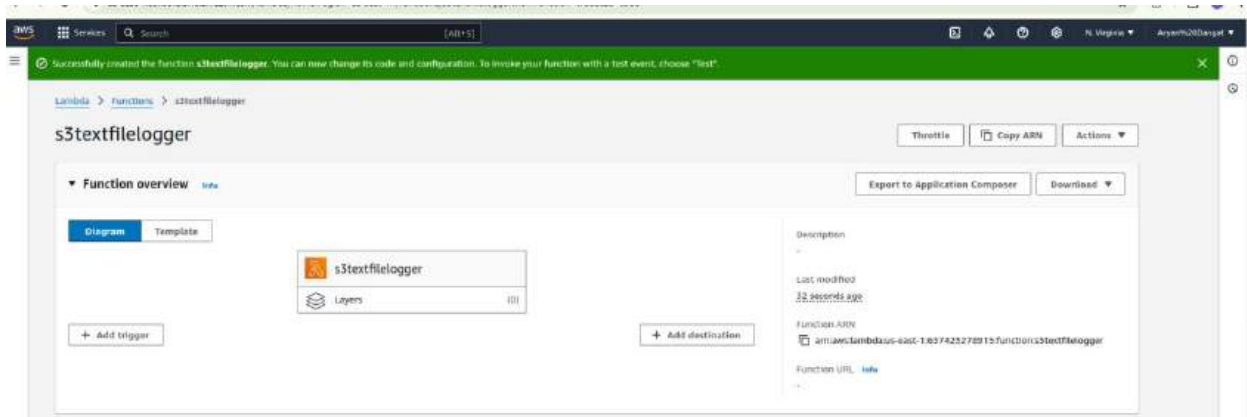 aws
Services
Search
[Alt+S]
N. Virginia
Successfully created the function s3textfilelogger. You can now change its code and configuration. To invoke your function with a test event, choose "Test".
Lambda > Functions > s3textfilelogger
s3textfilelogger
Throttle
Copy ARN
Actions
Function overview Info
Export to Application Composer
Download
Diagram
Template
s3textfilelogger
Layers
(0)
+ Add trigger
+ Add destination
Description
-
Last modified
32 seconds ago
Function ARN
Function URL Info
-